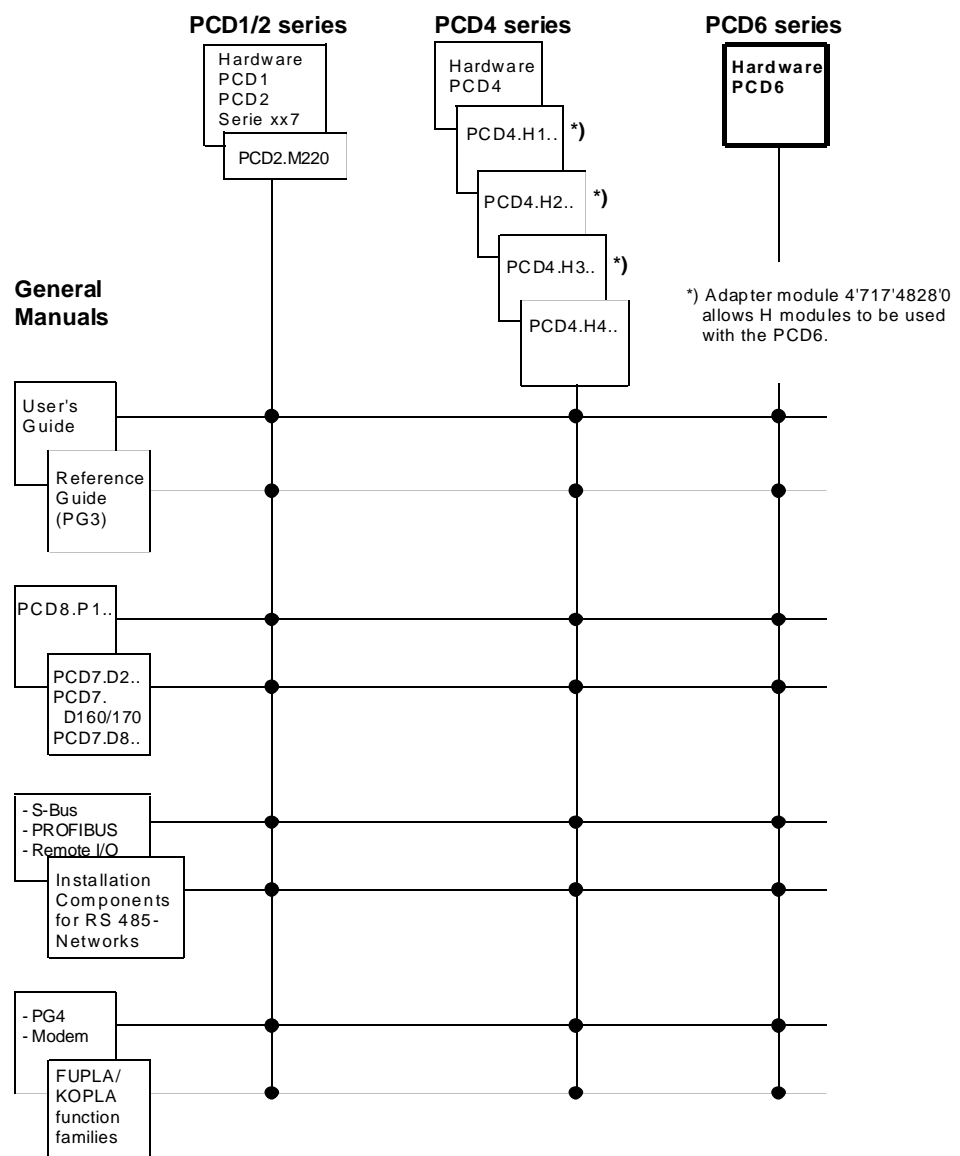 PCD1/2 series
PCD4 series
PCD6 series
Hardware
PCD1
PCD2
Serie xx7
PCD2.M220
Hardware
PCD4
PCD4.H1.. *)
PCD4.H2.. *)
PCD4.H3.. *)
PCD4.H4..
Hardware
PCD6
*) Adapter module 4'717'4828'0
allows H modules to be used
with the PCD6.
General
Manuals
User's
Guide
Reference
Guide
(PG3)
PCD8.P1..
PCD7.D2..
PCD7.
D160/170
PCD7.D8..
- S-Bus
- PROFIBUS
- Remote I/O
Installation
Components
for RS 485-
Networks
- PG4
- Modem
FUPLA/
KOPLA
function
families